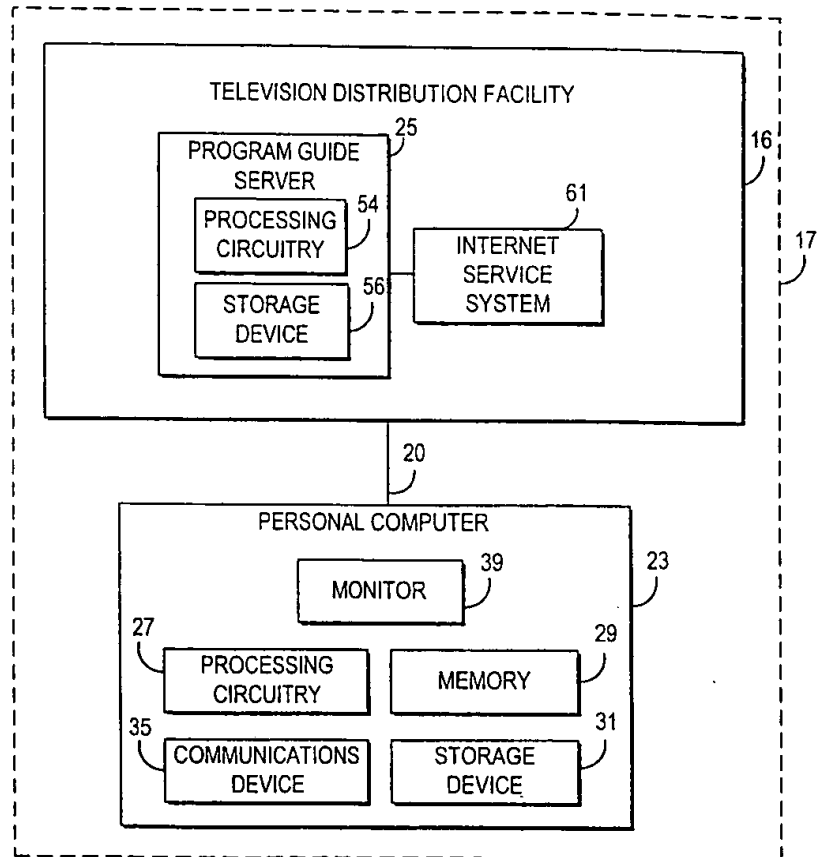 TELEVISION DISTRIBUTION FACILITY
25
16
PROGRAM GUIDE
SERVER
54
PROCESSING
CIRCUITRY
61
INTERNET
SERVICE
SYSTEM
17
56
STORAGE
DEVICE
20
PERSONAL COMPUTER
39
23
MONITOR
27
PROCESSING
CIRCUITRY
29
MEMORY
35
COMMUNICATIONS
DEVICE
31
STORAGE
DEVICE